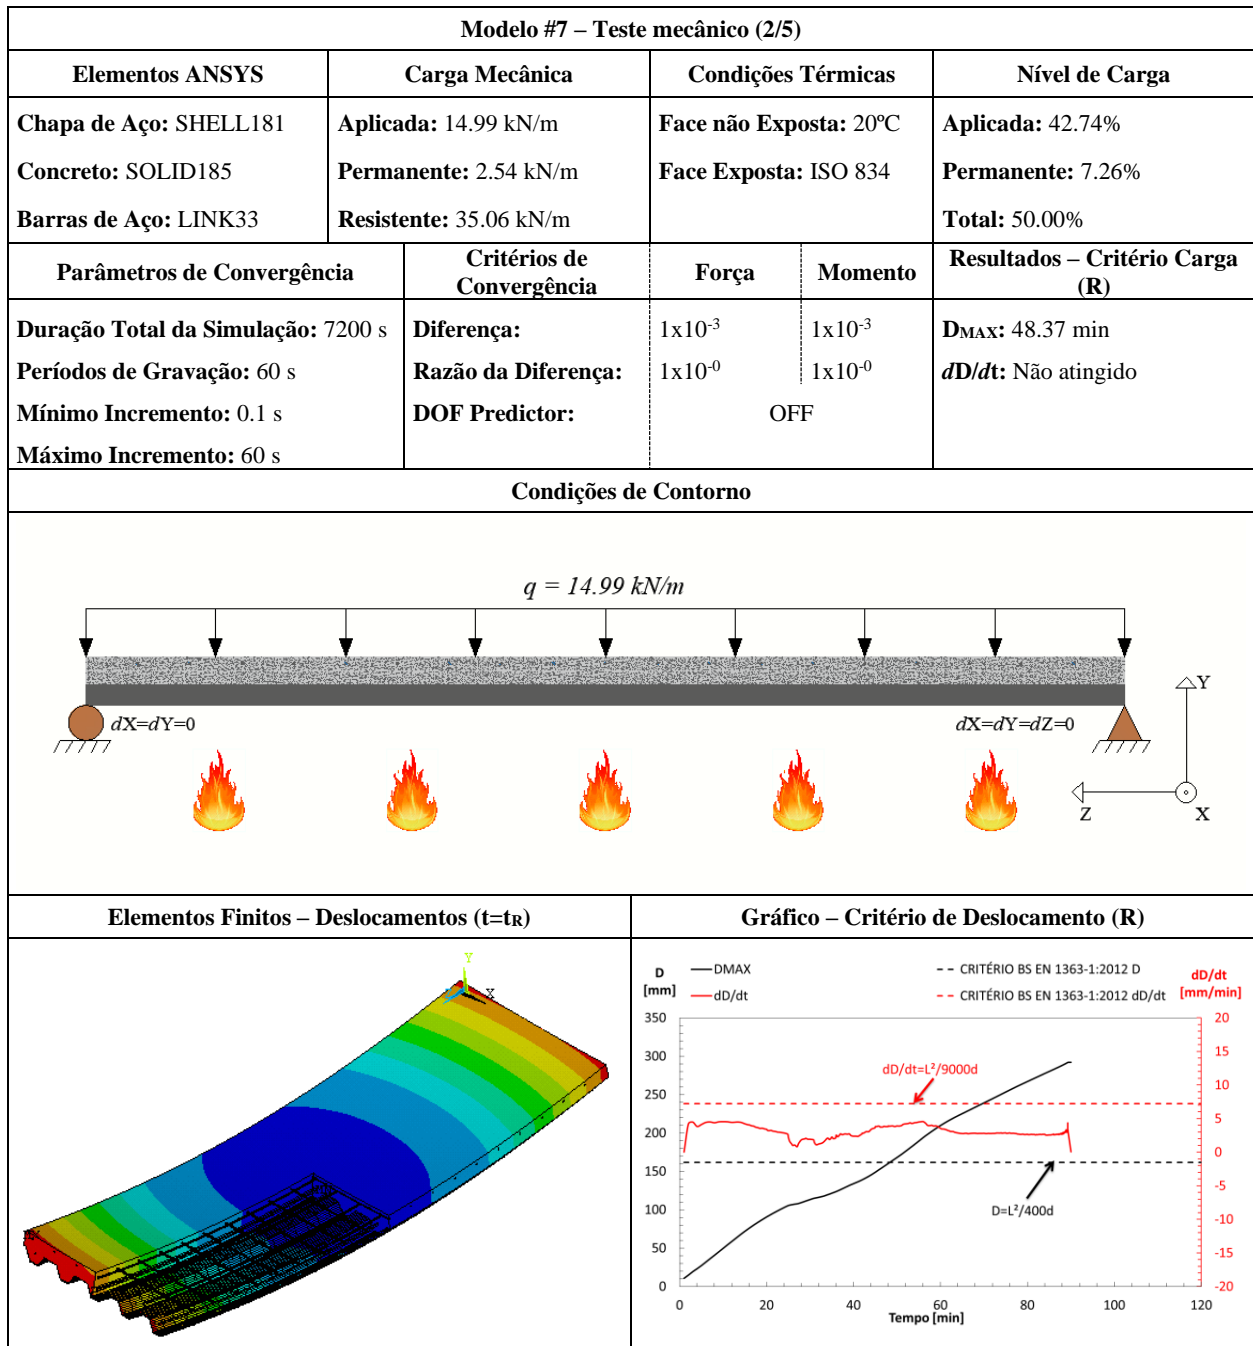 Modelo #7 – Teste mecânico (2/5)
Elementos ANSYS
Carga Mecânica
Condições Térmicas
Nível de Carga
Chapa de Aço: SHELL181
Concreto: SOLID185
Barras de Aço: LINK33
Aplicada: 14.99 kN/m
Permanente: 2.54 kN/m
Resistente: 35.06 kN/m
Face não Exposta: 20ºC
Face Exposta: ISO 834
Aplicada: 42.74%
Permanente: 7.26%
Total: 50.00%
Parâmetros de Convergência
Critérios de
Convergência
Força
Momento
Resultados – Critério Carga
(R)
Duração Total da Simulação: 7200 s
Períodos de Gravação: 60 s
Mínimo Incremento: 0.1 s
Máximo Incremento: 60 s
Diferença: 1x10⁻³ 1x10⁻³
Razão da Diferença: 1x10⁻⁰ 1x10⁻⁰
DOF Predictor: OFF
DMAX: 48.37 min
dD/dt: Não atingido
Condições de Contorno
q = 14.99 kN/m
dX=dY=0
dX=dY=dZ=0
Y
Z
X
Elementos Finitos – Deslocamentos (t=tR)
Gráfico – Critério de Deslocamento (R)
Y
X
D
[mm]
DMAX
dD/dt
CRITÉRIO BS EN 1363-1:2012 D
CRITÉRIO BS EN 1363-1:2012 dD/dt
dD/dt
[mm/min]
350
300
250
200
150
100
50
0
20
15
10
5
0
-5
-10
-15
-20
dD/dt=L²/9000d
D=L²/400d
0 20 40 60 80 100 120
Tempo [min]